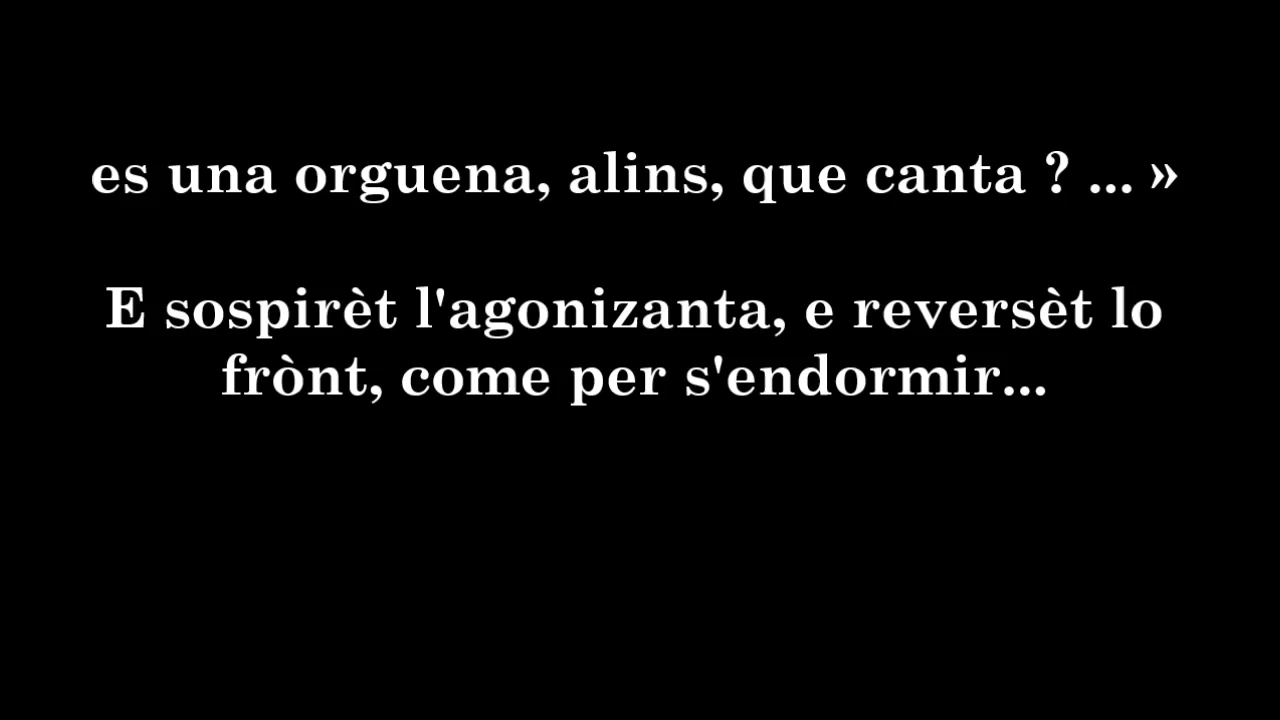 es una orguena, alins, que canta ? ... »
E sospirèt l'agonizanta, e reversèt lo
frònt, come per s'endormir...